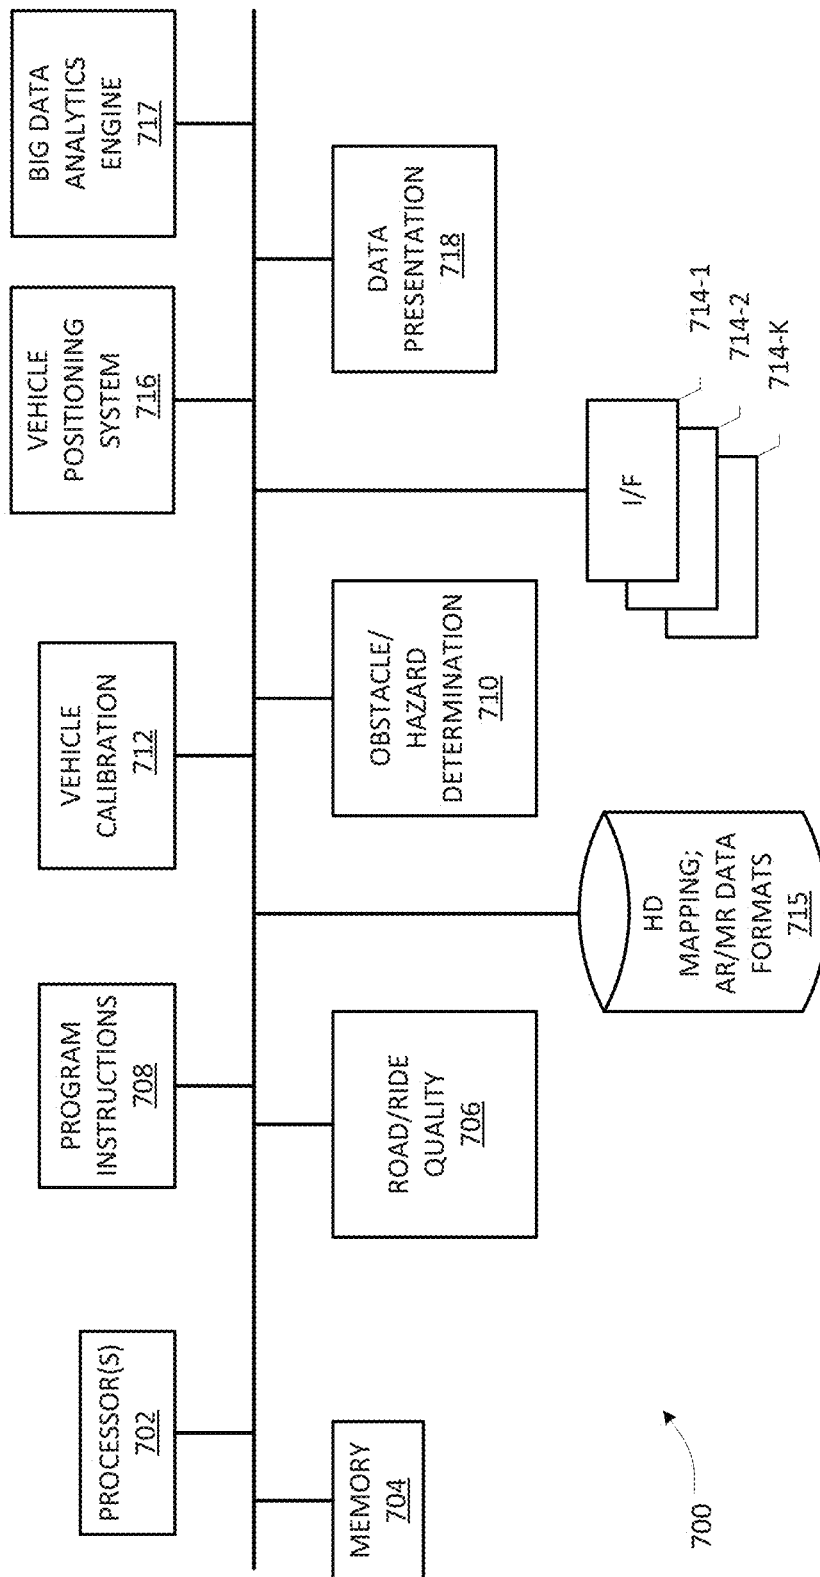 PROCESSOR(S)
702
PROGRAM
INSTRUCTIONS
708
VEHICLE
CALIBRATION
712
VEHICLE
POSITIONING
SYSTEM
716
BIG DATA
ANALYTICS
ENGINE
717
MEMORY
704
ROAD/RIDE
QUALITY
706
OBSTACLE/
HAZARD
DETERMINATION
710
DATA
PRESENTATION
718
HD
MAPPING;
AR/MR DATA
FORMATS
715
I/F
714-1
714-2
714-K
700